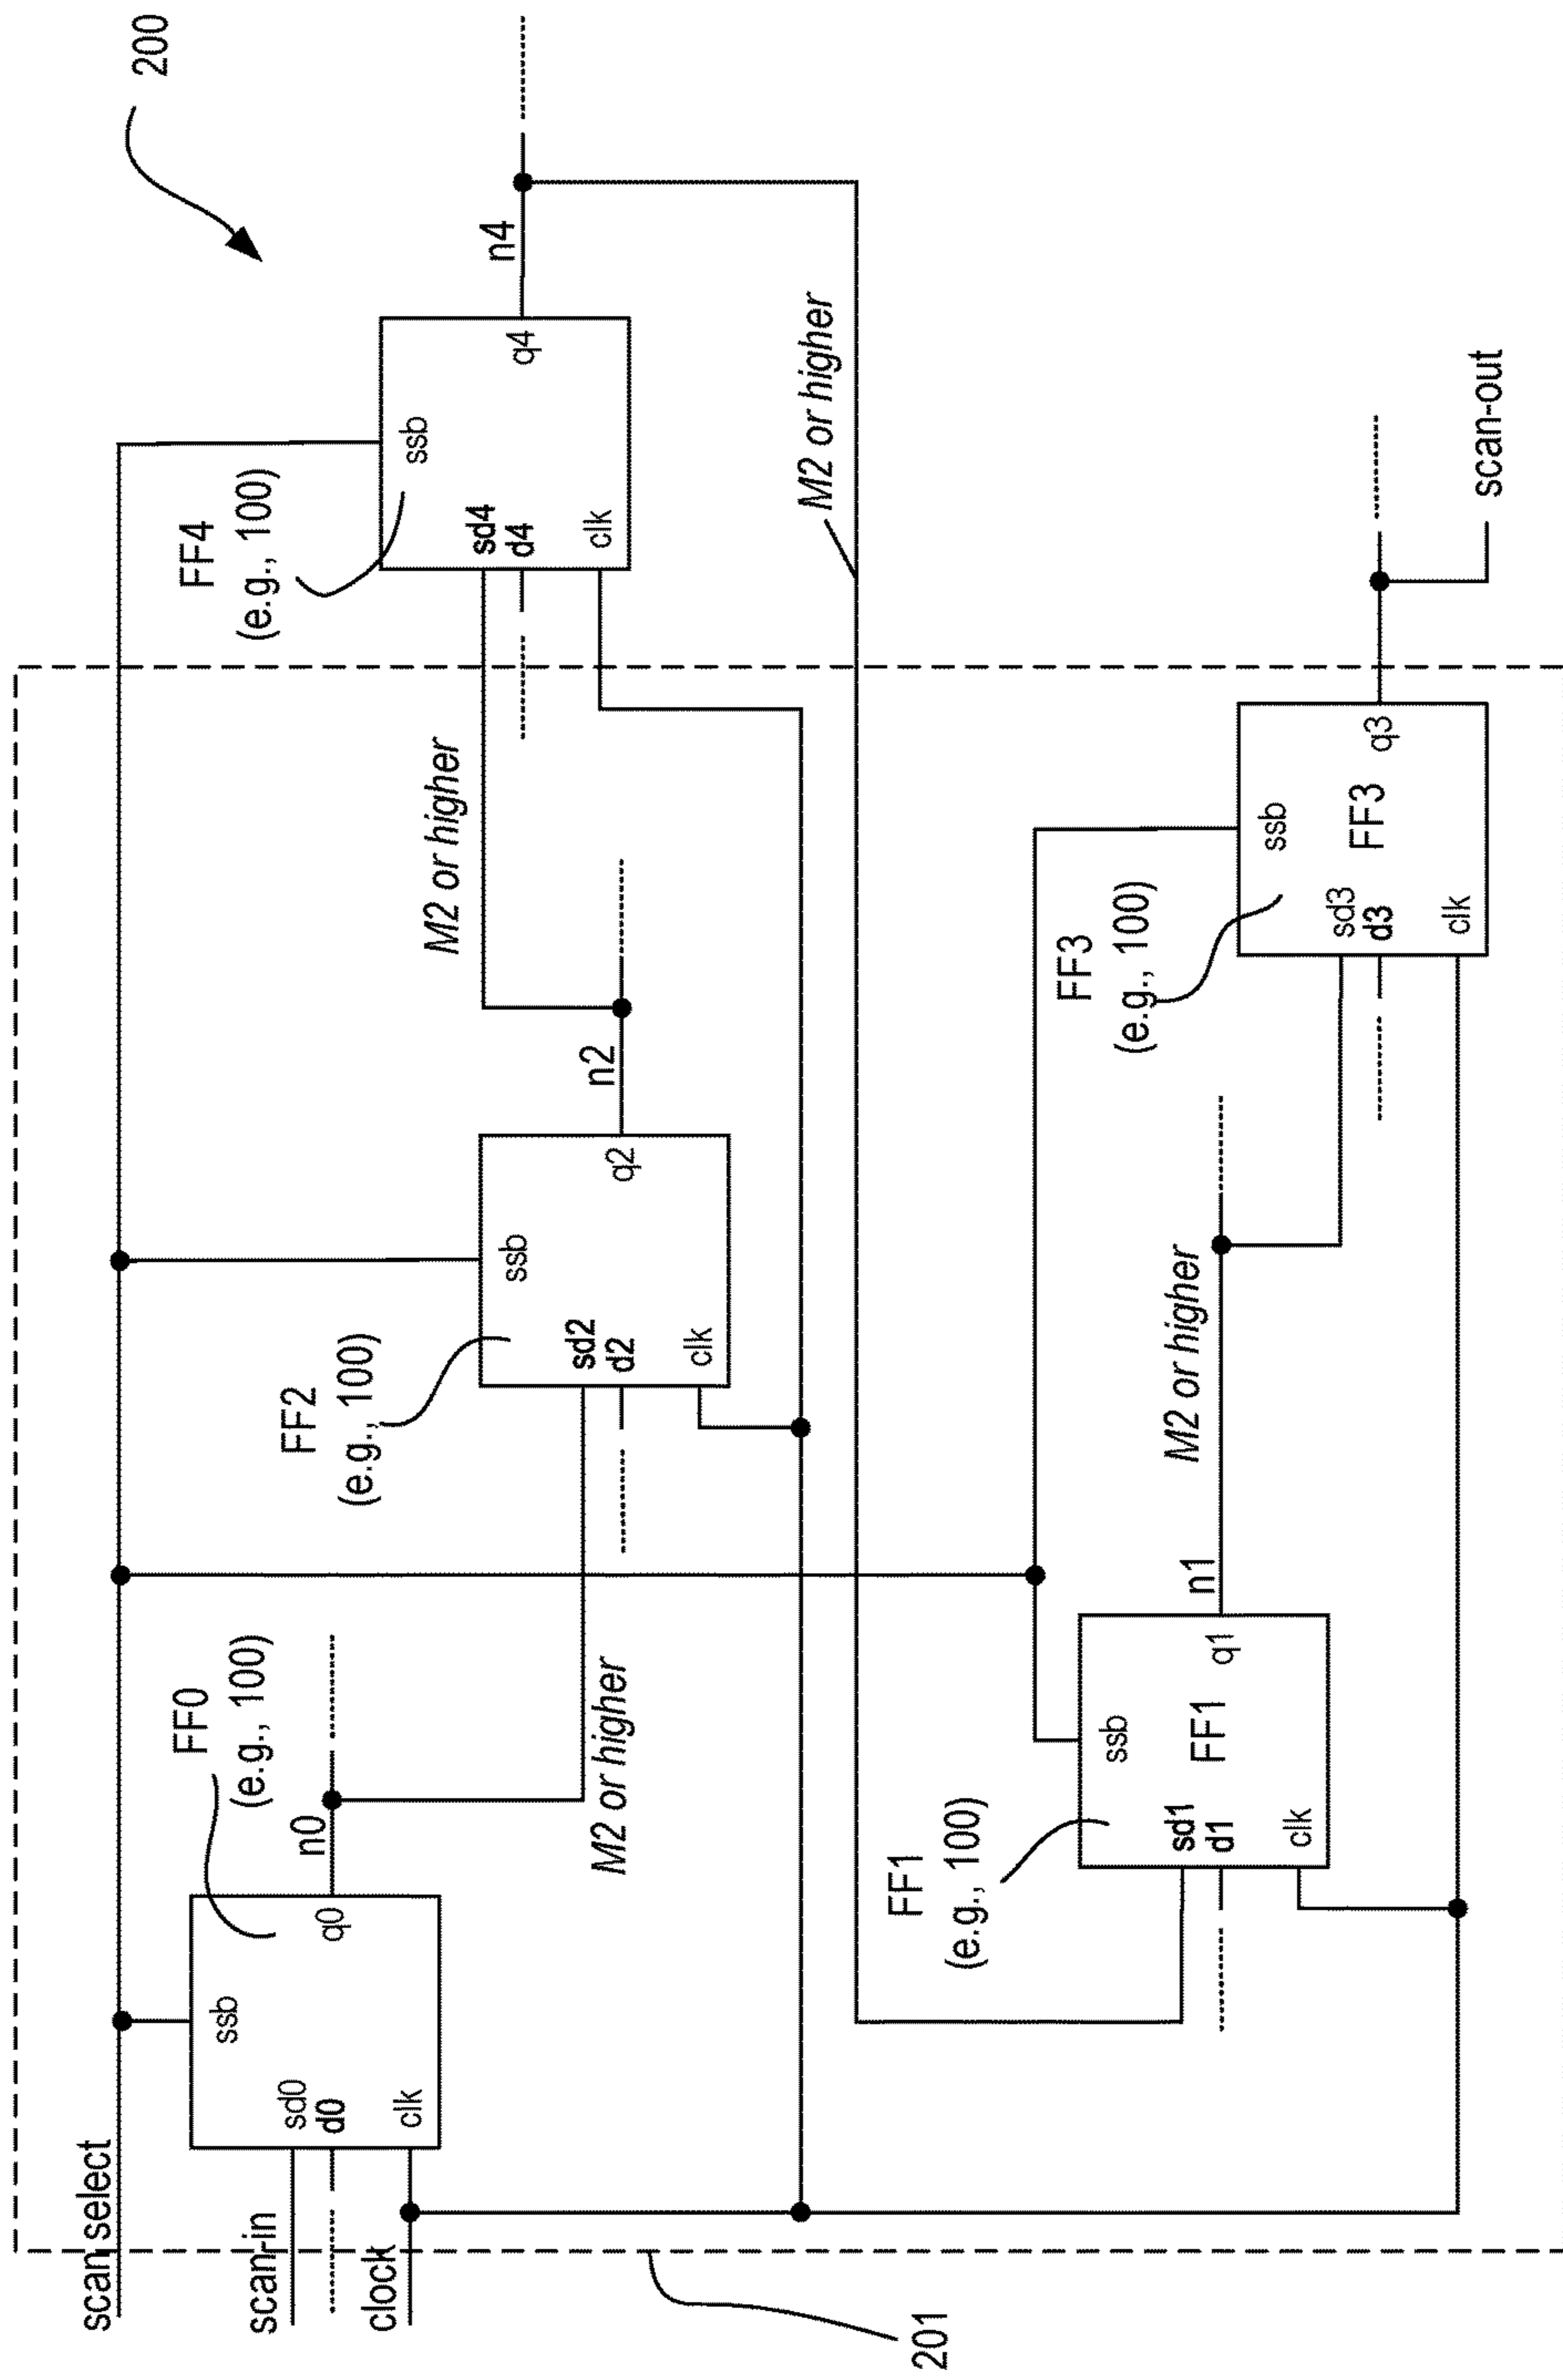 200
scan select
scan-in
clock
201
FF0
(e.g., 100)
ssb
sd0
d0
clk
q0
n0
M2 or higher
FF2
(e.g., 100)
ssb
sd2
d2
clk
q2
n2
M2 or higher
FF4
(e.g., 100)
ssb
sd4
d4
clk
q4
n4
M2 or higher
FF1
(e.g., 100)
ssb
sd1
d1
clk
FF1
q1
n1
M2 or higher
FF3
(e.g., 100)
ssb
sd3
d3
clk
FF3
q3
scan-out